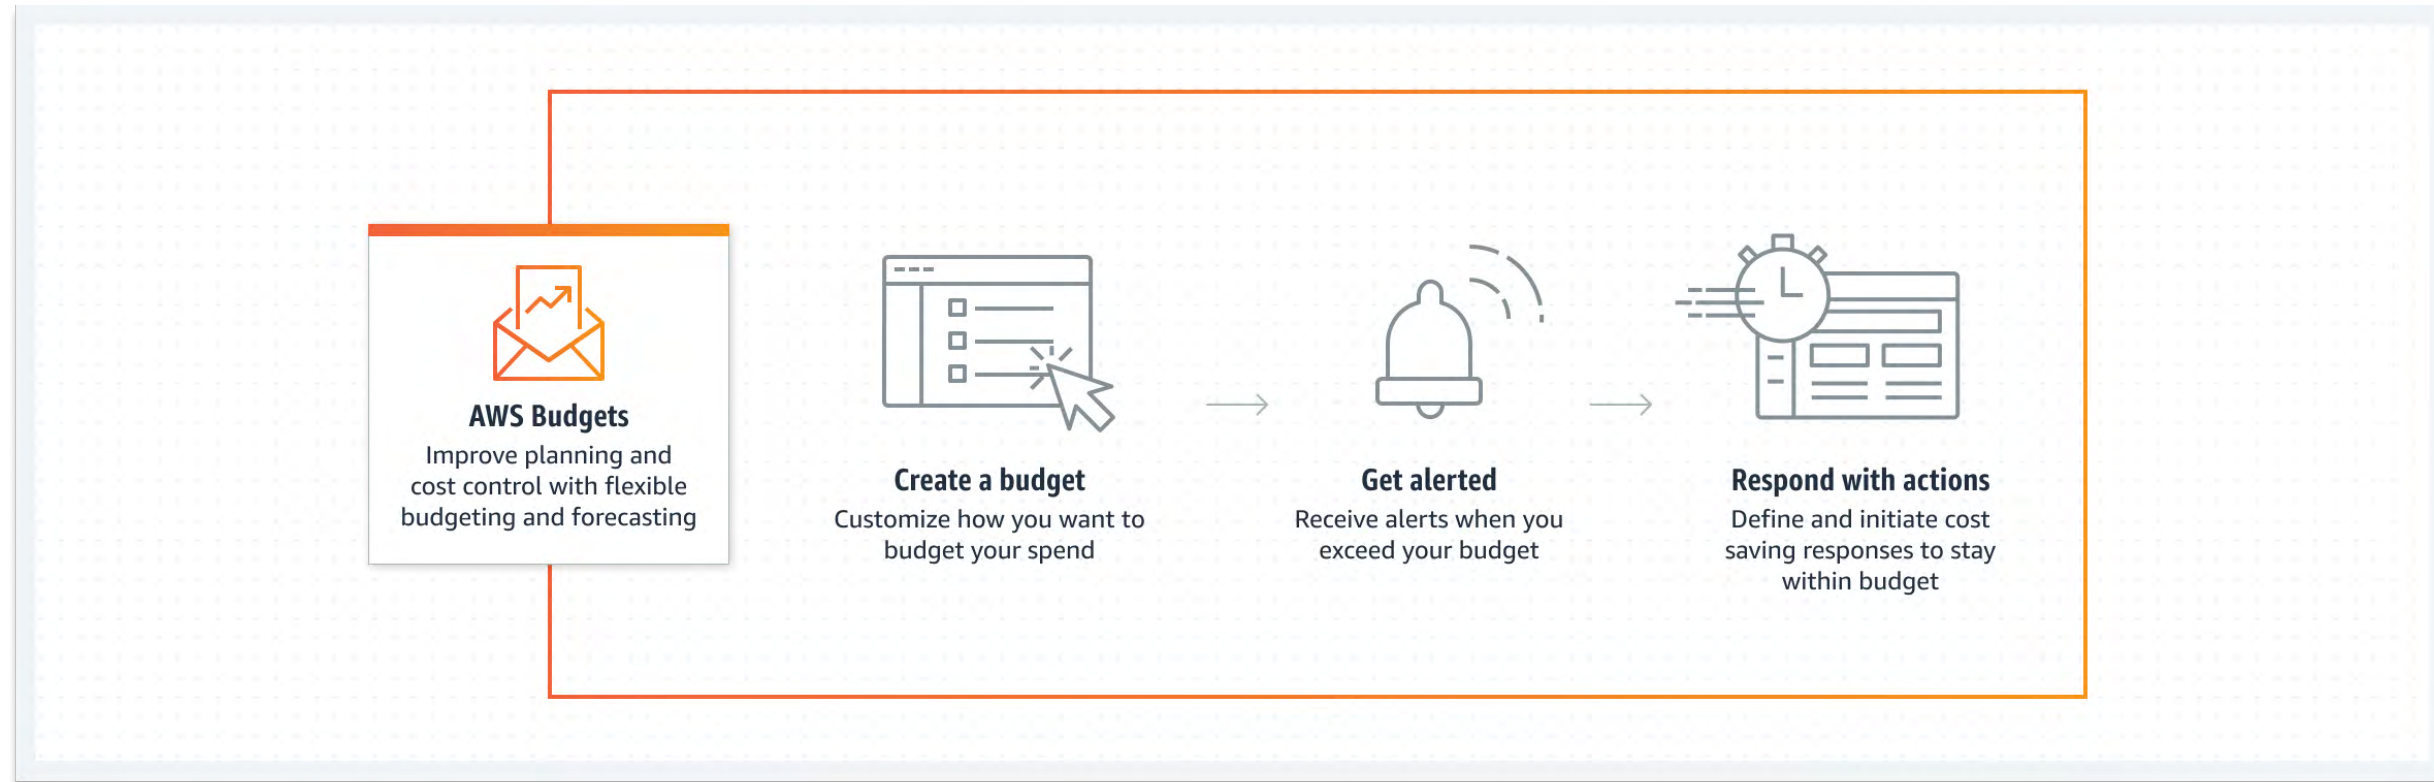 AWS Budgets
Improve planning and
cost control with flexible
budgeting and forecasting
Create a budget
Customize how you want to
budget your spend
Get alerted
Receive alerts when you
exceed your budget
Respond with actions
Define and initiate cost
saving responses to stay
within budget